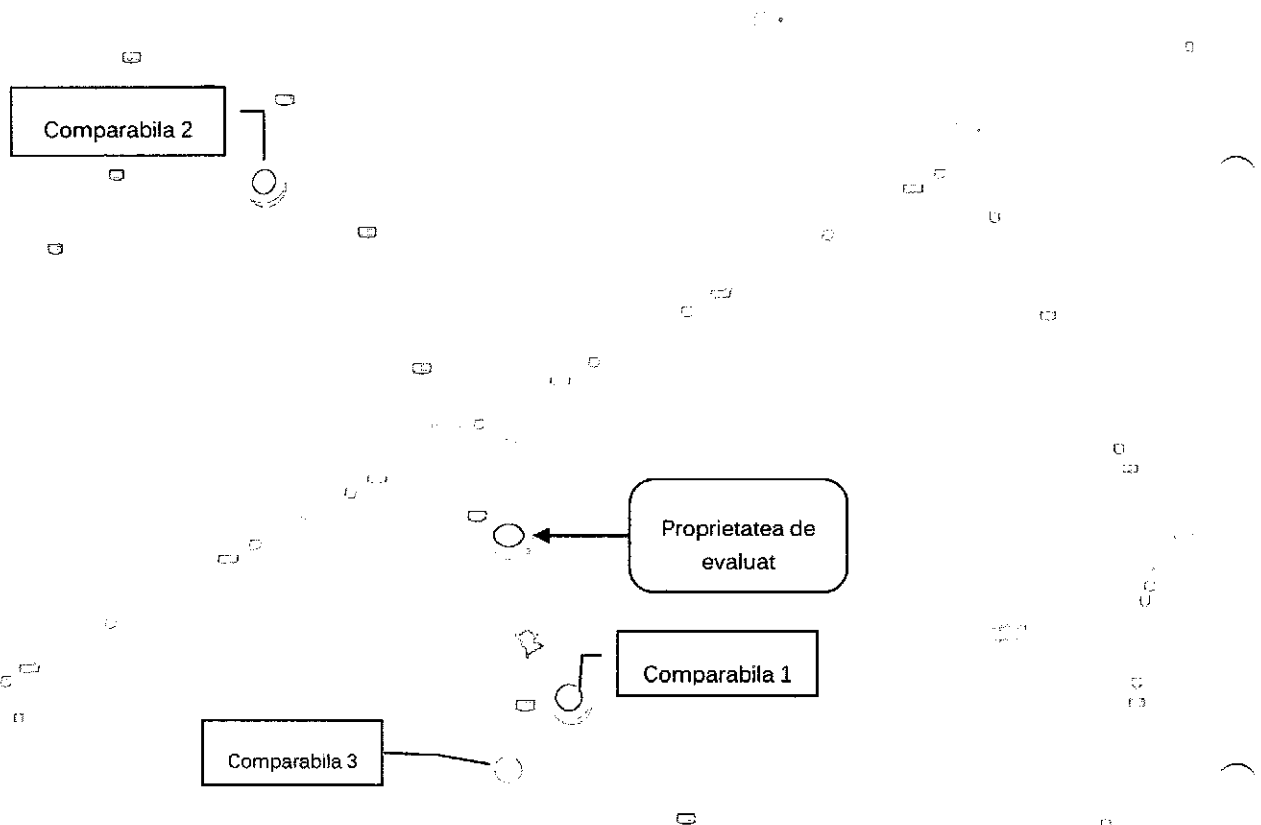 Comparabila 2
Proprietatea de
evaluat
Comparabila 1
Comparabila 3